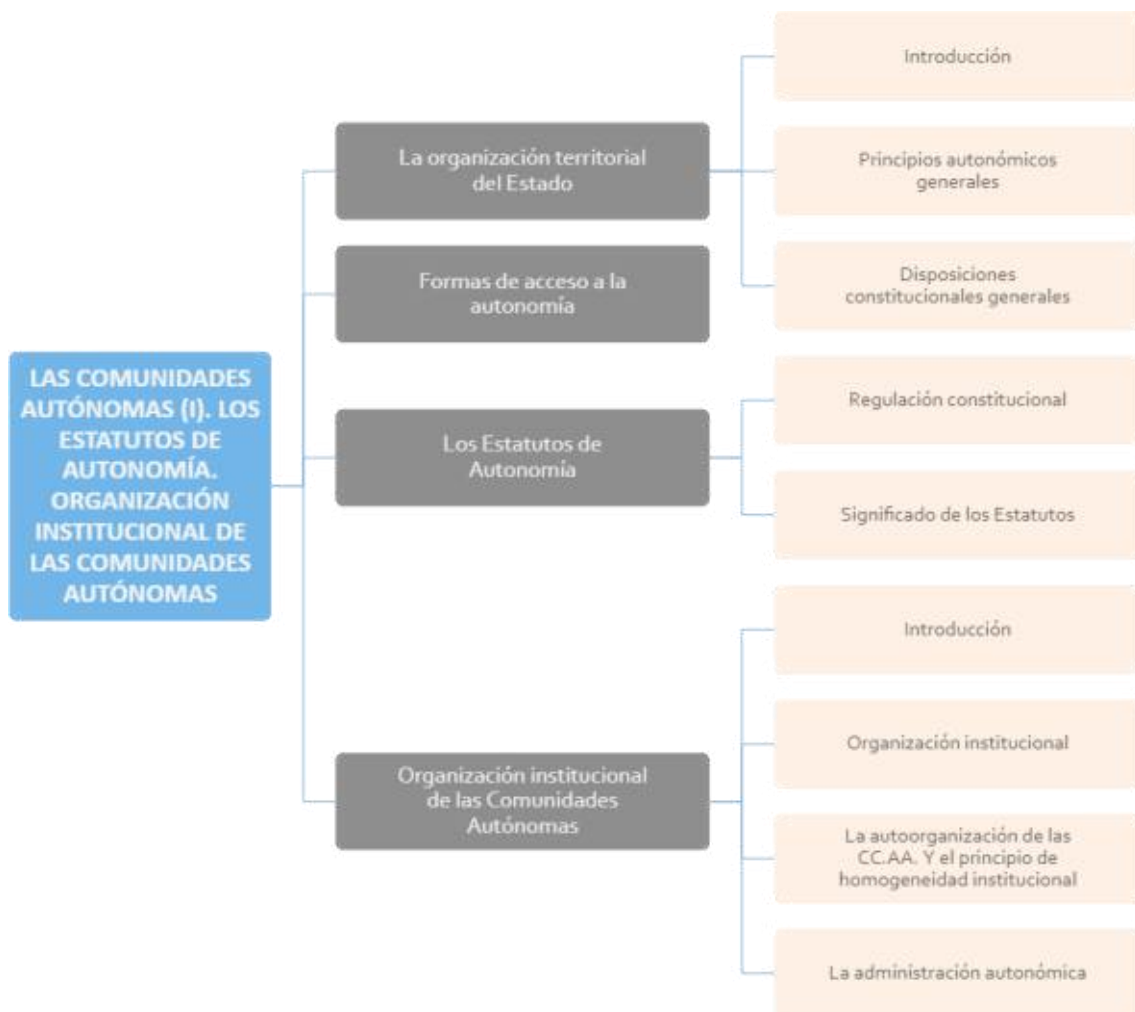 LAS COMUNIDADES
AUTÓNOMAS (I). LOS
ESTATUTOS DE
AUTONOMÍA.
ORGANIZACIÓN
INSTITUCIONAL DE
LAS COMUNIDADES
AUTÓNOMAS
La organización territorial
del Estado
Introducción
Principios autonómicos
generales
Disposiciones
constitucionales generales
Formas de acceso a la
autonomía
Los Estatutos de
Autonomía
Regulación constitucional
Significado de los Estatutos
Organización institucional
de las Comunidades
Autónomas
Introducción
Organización institucional
La autoorganización de las
CC.AA. Y el principio de
homogeneidad institucional
La administración autonómica